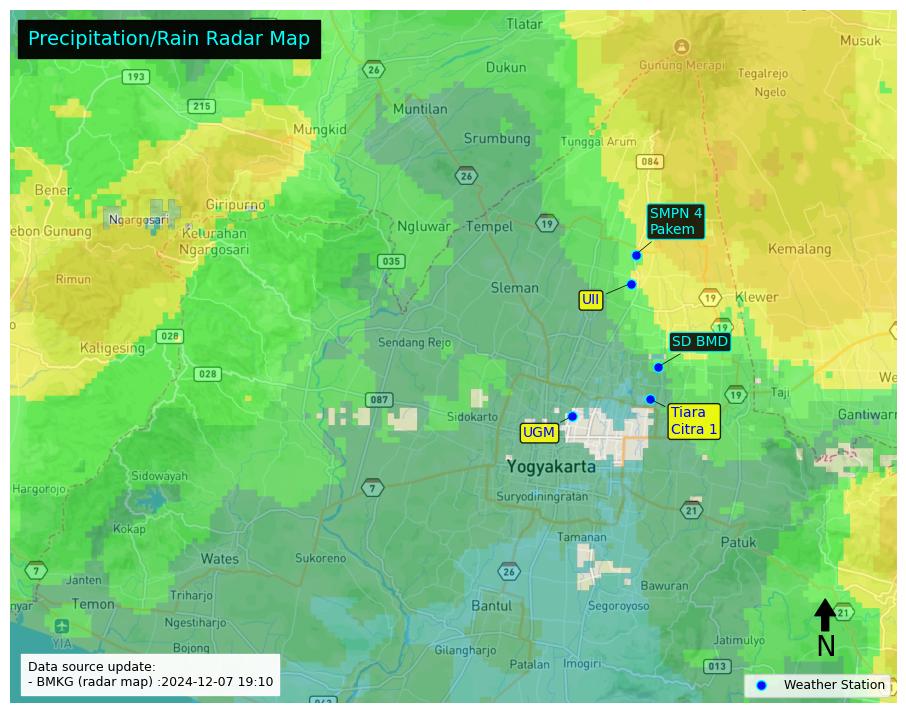 Precipitation/Rain Radar Map
Tlatar
Musuk
26
193
Dukun
Gunung Merapi
Tegalrejo
Ngelo
215
Muntilan
Mungkid
Srumbung
Tunggal Arum
084
26
Bener
Giripurno
SMPN 4
Pakem
Ngargosari
ebon Gunung
Kelurahan
Ngargosari
Ngluwar
Tempel
19
Kemalang
035
Rimun
UII
Sleman
19
Klewer
19
028
Kaligesing
Sendang Rejo
SD BMD
028
We
087
19
Taji
Sidokarto
Tiara
Citra 1
Gantiwarn
UGM
Yogyakarta
Sidowayah
Hargorojo
7
Suryodiningratan
21
Kokap
Tamanan
Patuk
Wates
Sukoreno
7
26
Janten
Bawuran
nyar
Temon
Triharjo
Bantul
Segoroyoso
21
Ngestiharjo
YIA
Jatimulyo
N
Bojong
Gilangharjo
Patalan
Imogiri
013
Data source update:
- BMKG (radar map) :2024-12-07 19:10
Weather Station